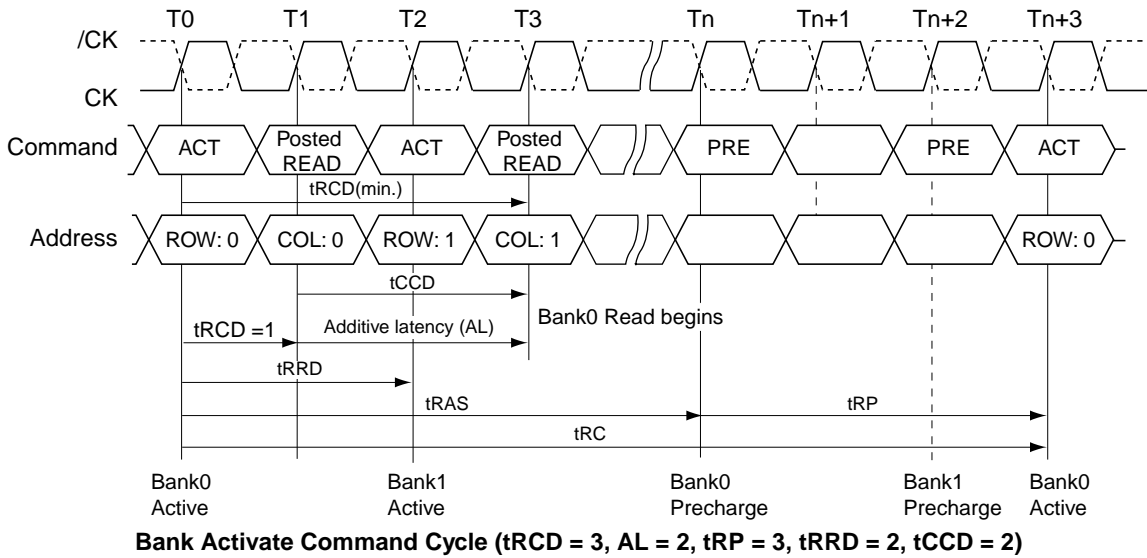 T0 T1 T2 T3 Tn Tn+1 Tn+2 Tn+3
/CK
CK
Command ACT Posted READ ACT Posted READ PRE PRE ACT
tRCD(min.)
Address ROW: 0 COL: 0 ROW: 1 COL: 1 ROW: 0
tCCD
Bank0 Read begins
tRCD =1 Additive latency (AL)
tRRD
tRAS tRP
tRC
Bank0 Active Bank1 Active Bank0 Precharge Bank1 Precharge Bank0 Active
Bank Activate Command Cycle (tRCD = 3, AL = 2, tRP = 3, tRRD = 2, tCCD = 2)